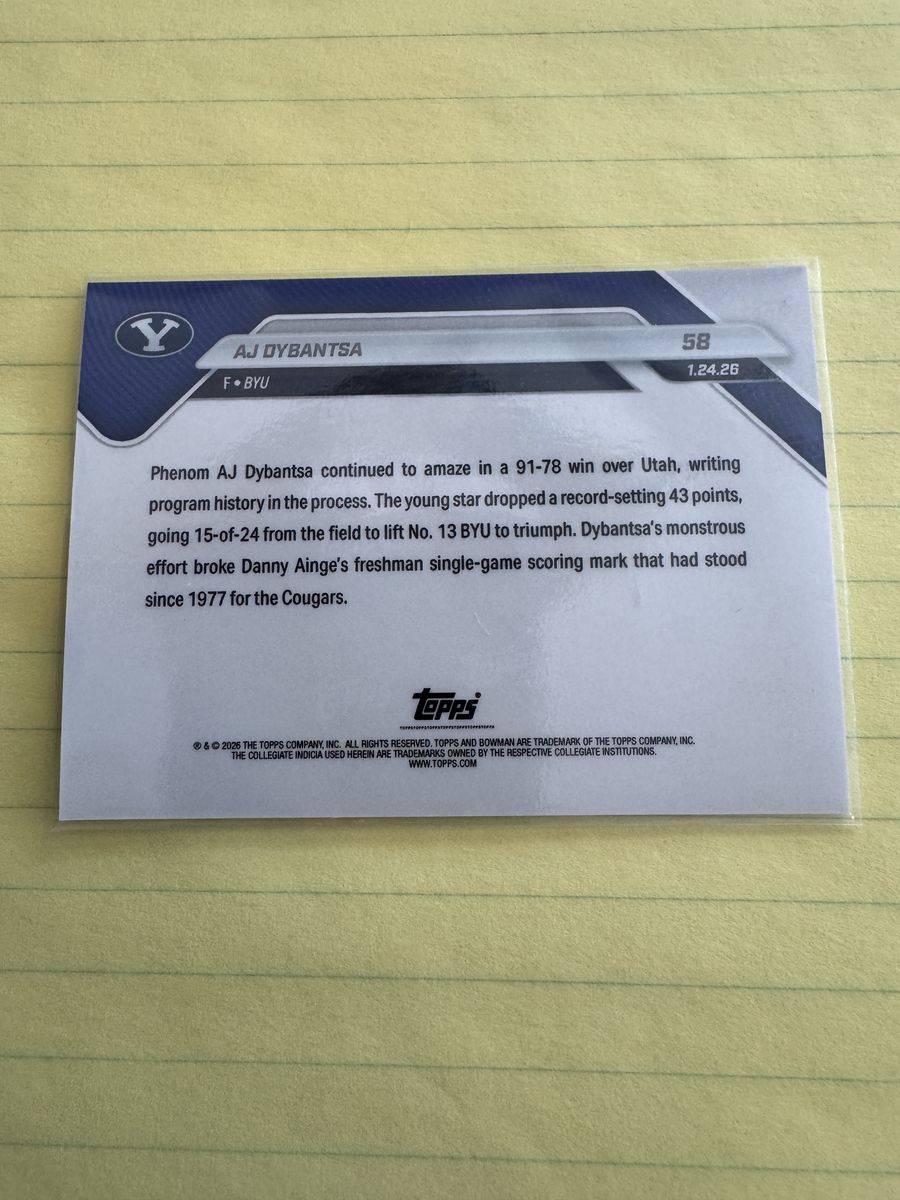 Y
AJ DYBANTSA
58
F • BYU
1.24.26
Phenom AJ Dybantsa continued to amaze in a 91-78 win over Utah, writing
program history in the process. The young star dropped a record-setting 43 points,
going 15-of-24 from the field to lift No. 13 BYU to triumph. Dybantsa's monstrous
effort broke Danny Ainge's freshman single-game scoring mark that had stood
since 1977 for the Cougars.
topps
TOPPSTOPPSTOPPSTOPPSTOPPSTOPPSTOPPS
® & © 2026 THE TOPPS COMPANY, INC. ALL RIGHTS RESERVED. TOPPS AND BOWMAN ARE TRADEMARK OF THE TOPPS COMPANY, INC.
THE COLLEGIATE INDICIA USED HEREIN ARE TRADEMARKS OWNED BY THE RESPECTIVE COLLEGIATE INSTITUTIONS.
WWW.TOPPS.COM